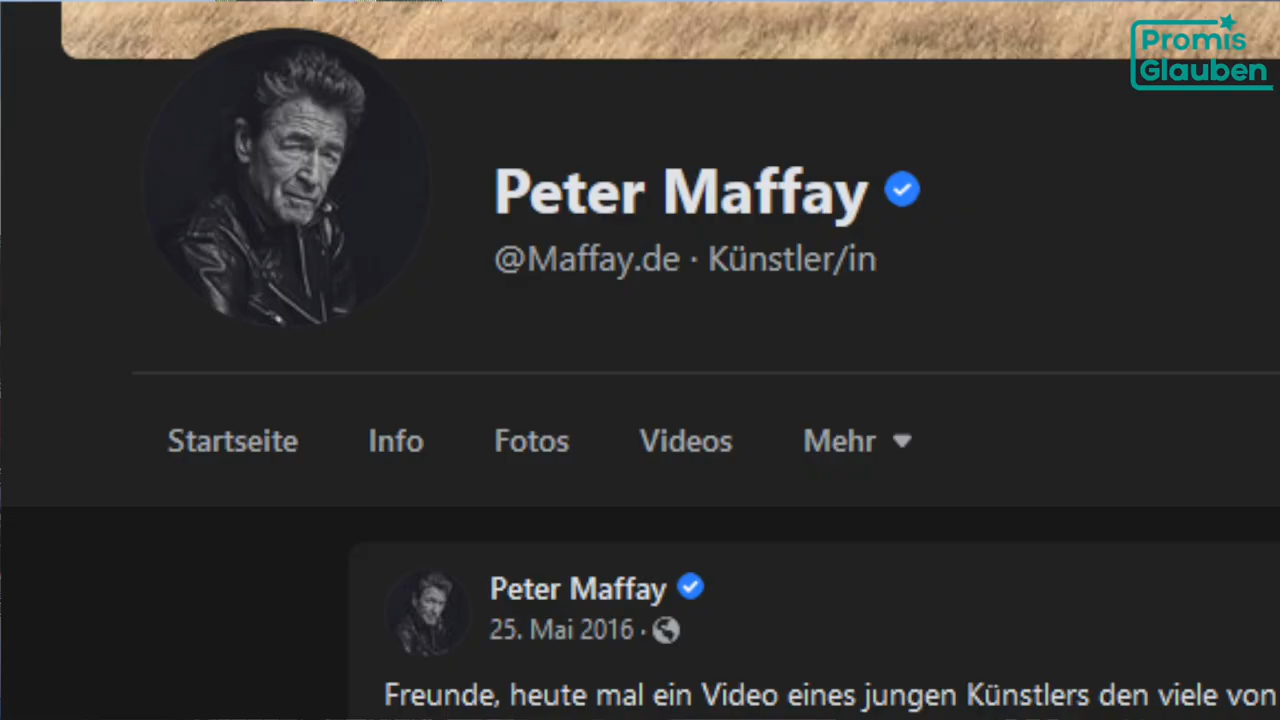 Promis
Glauben
Peter Maffay
@Maffay.de · Künstler/in
Startseite Info Fotos Videos Mehr
Peter Maffay
25. Mai 2016 ·
Freunde, heute mal ein Video eines jungen Künstlers den viele von